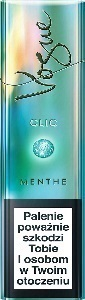 Vogue
CLIC
MENTHE
Palenie
poważnie
szkodzi
Tobie
i osobom
w Twoim
otoczeniu